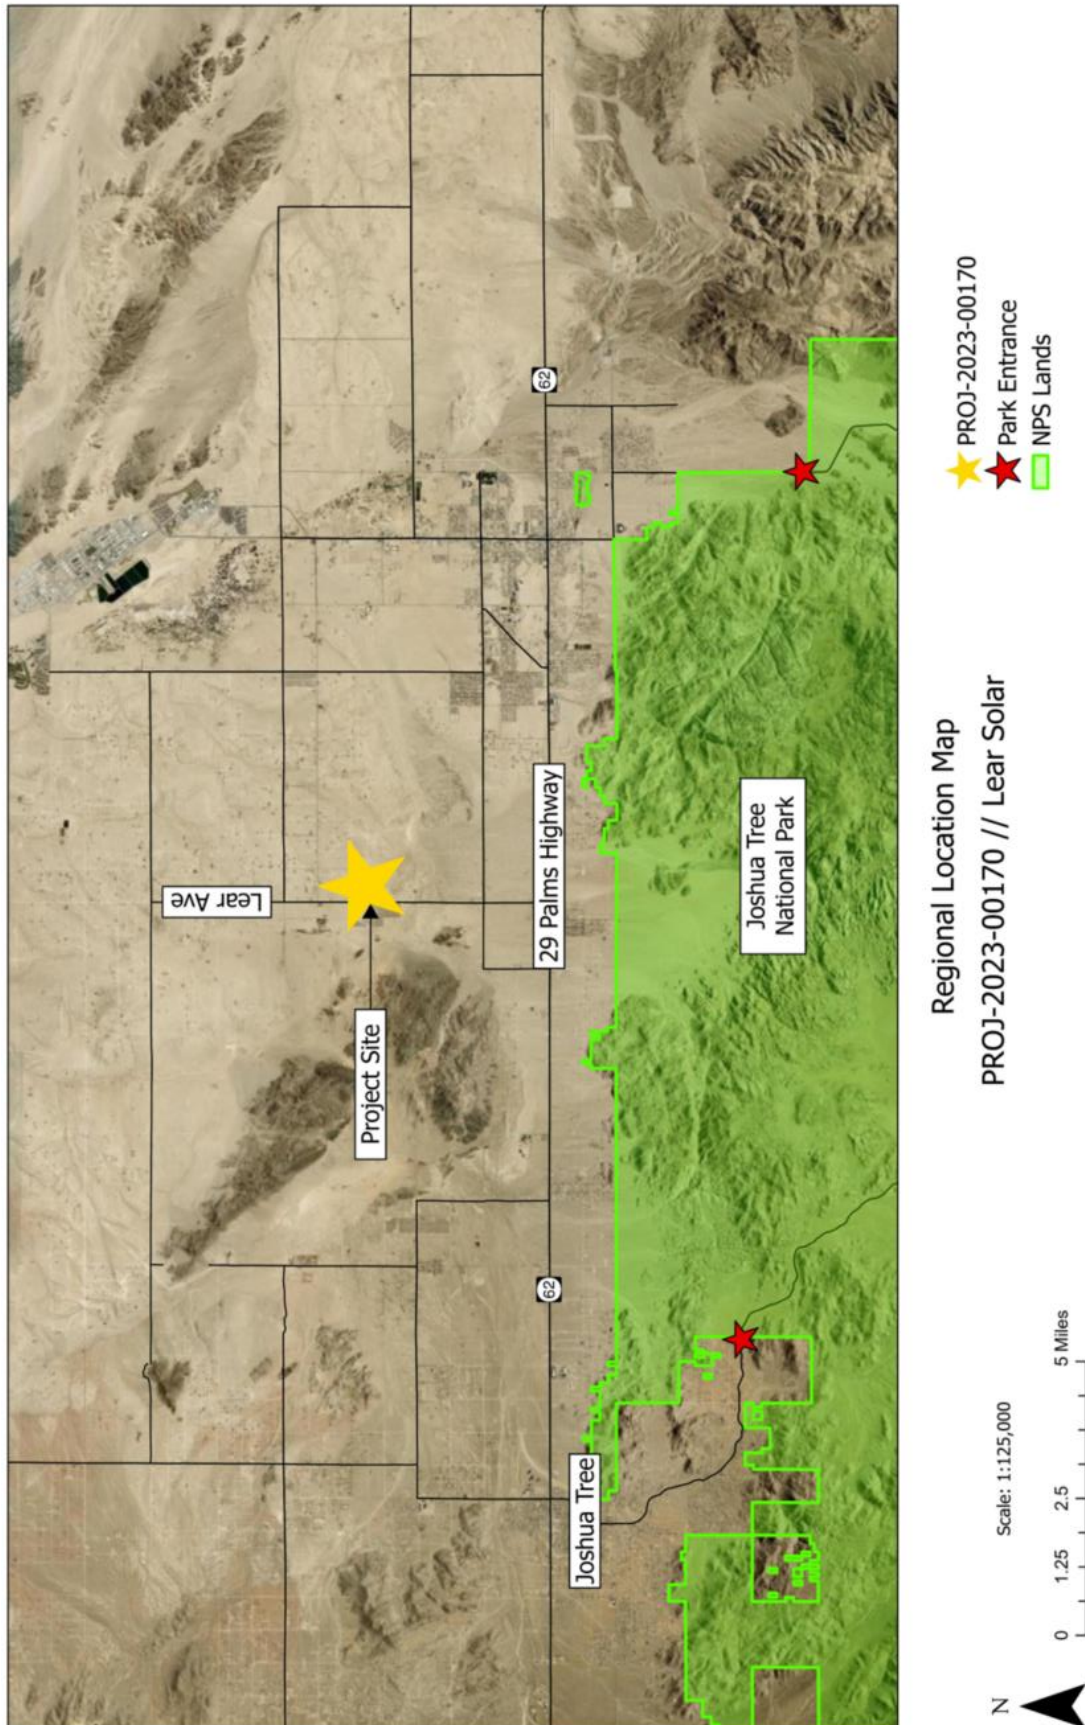 Lear Ave
Project Site
62
29 Palms Highway
62
Joshua Tree
Joshua Tree
National Park
Regional Location Map
PROJ-2023-00170 // Lear Solar
PROJ-2023-00170
Park Entrance
NPS Lands
N
Scale: 1:125,000
0 1.25 2.5 5 Miles